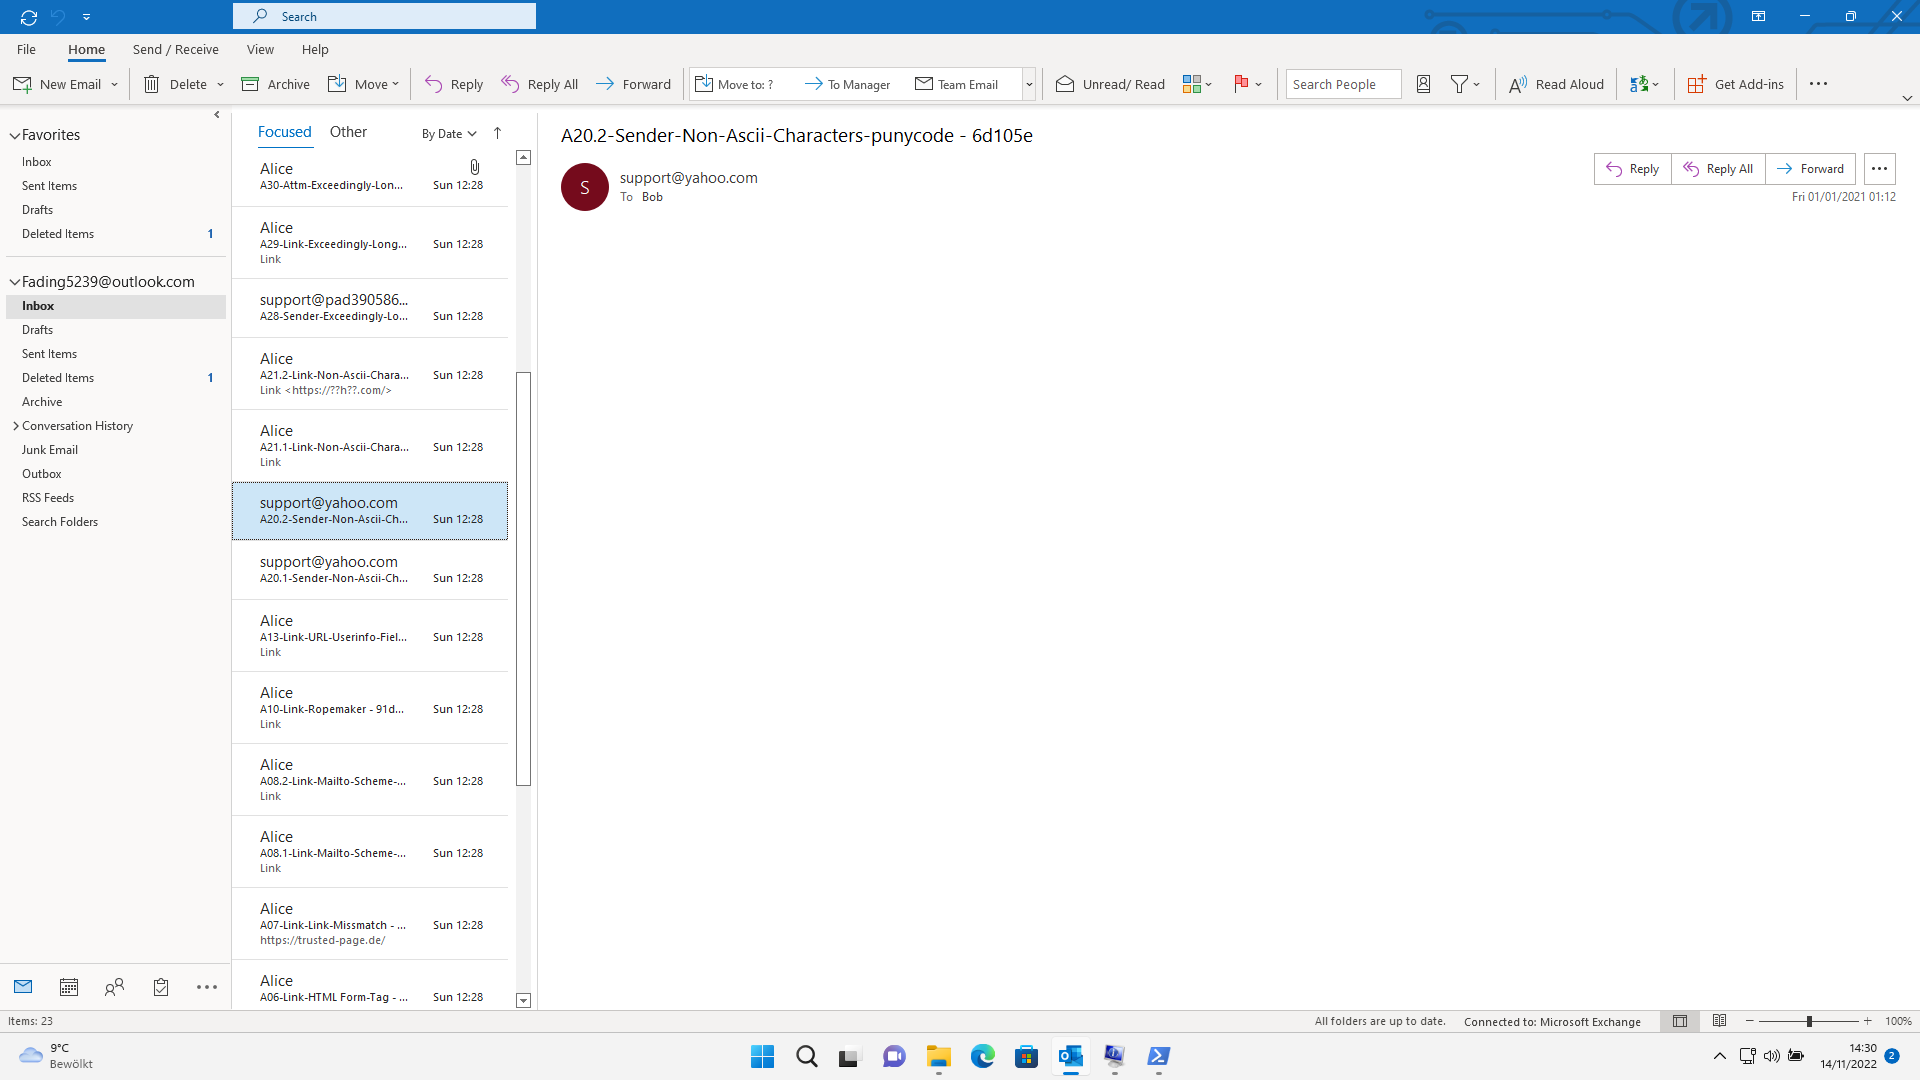 Search
File
Home
Send / Receive
View
Help
New Email
Delete
Archive
Move
Reply
Reply All
Forward
Move to: ?
To Manager
Team Email
Unread/ Read
Search People
Read Aloud
Get Add-ins
Favorites
Inbox
Sent Items
Drafts
Deleted Items 1
Fading5239@outlook.com
Inbox
Drafts
Sent Items
Deleted Items 1
Archive
Conversation History
Junk Email
Outbox
RSS Feeds
Search Folders
Focused Other By Date
Alice
A30-Attm-Exceedingly-Lon... Sun 12:28
Alice
A29-Link-Exceedingly-Long... Sun 12:28
Link
support@pad390586...
A28-Sender-Exceedingly-Lo... Sun 12:28
Alice
A21.2-Link-Non-Ascii-Chara... Sun 12:28
Link <https://??h??.com/>
Alice
A21.1-Link-Non-Ascii-Chara... Sun 12:28
Link
support@yahoo.com
A20.2-Sender-Non-Ascii-Ch... Sun 12:28
support@yahoo.com
A20.1-Sender-Non-Ascii-Ch... Sun 12:28
Alice
A13-Link-URL-Userinfo-Fiel... Sun 12:28
Link
Alice
A10-Link-Ropemaker - 91d... Sun 12:28
Link
Alice
A08.2-Link-Mailto-Scheme-... Sun 12:28
Link
Alice
A08.1-Link-Mailto-Scheme-... Sun 12:28
Link
Alice
A07-Link-Link-Missmatch - ... Sun 12:28
https://trusted-page.de/
Alice
A06-Link-HTML Form-Tag - ... Sun 12:28
A20.2-Sender-Non-Ascii-Characters-punycode - 6d105e
S
support@yahoo.com
To Bob
Reply
Reply All
Forward
Fri 01/01/2021 01:12
Items: 23
All folders are up to date.
Connected to: Microsoft Exchange
100%
9°C
Bewölkt
14:30
14/11/2022
2